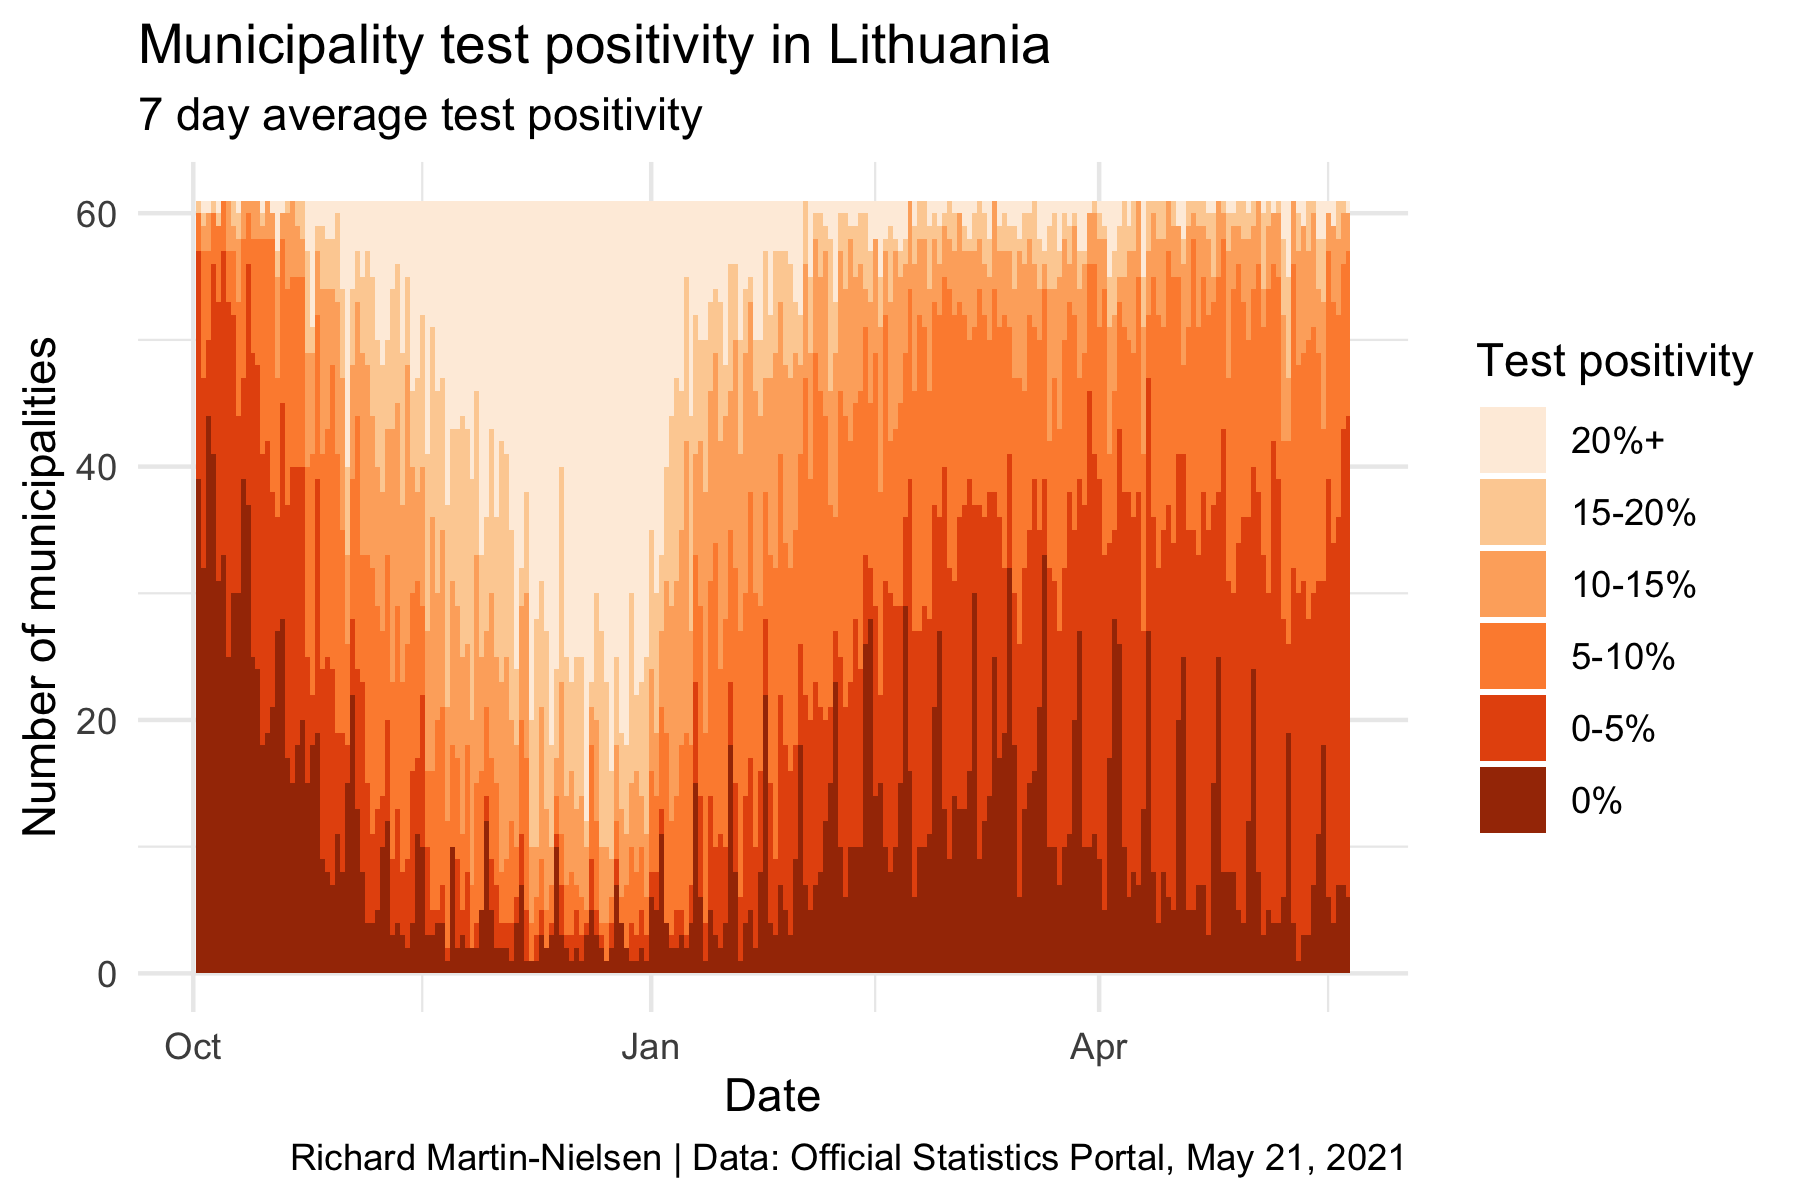 Municipality test positivity in Lithuania
7 day average test positivity
Number of municipalities
60
40
20
0
Oct
Jan
Apr
Date
Test positivity
20%+
15-20%
10-15%
5-10%
0-5%
0%
Richard Martin-Nielsen | Data: Official Statistics Portal, May 21, 2021